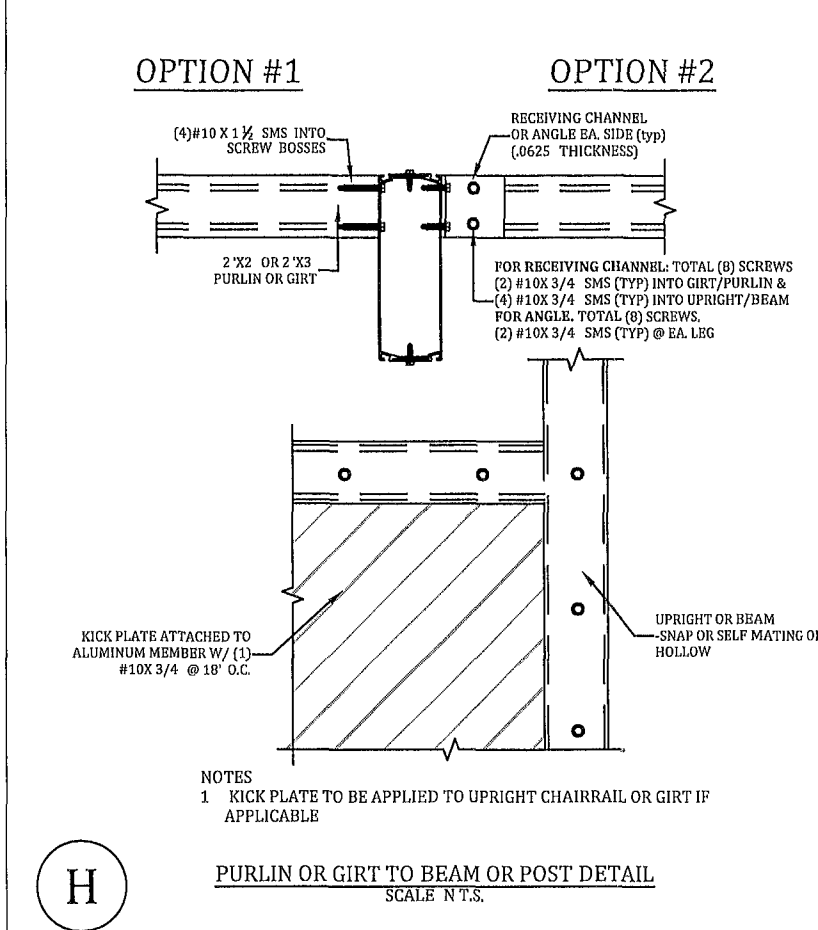 OPTION #1
OPTION #2
(4)#10 X 1 ½ SMS INTO
SCREW BOSSES
RECEIVING CHANNEL
OR ANGLE EA. SIDE (typ)
(.0625 THICKNESS)
2 'X2 OR 2 'X3
PURLIN OR GIRT
FOR RECEIVING CHANNEL: TOTAL (8) SCREWS
(2) #10X 3/4 SMS (TYP) INTO GIRT/PURLIN &
(4) #10X 3/4 SMS (TYP) INTO UPRIGHT/BEAM
FOR ANGLE. TOTAL (8) SCREWS.
(2) #10X 3/4 SMS (TYP) @ EA. LEG
KICK PLATE ATTACHED TO
ALUMINUM MEMBER W/ (1)
#10X 3/4 @ 18' O.C.
UPRIGHT OR BEAM
-SNAP OR SELF MATING
HOLLOW
NOTES
1 KICK PLATE TO BE APPLIED TO UPRIGHT CHAIRRAIL OR GIRT IF
APPLICABLE
H
PURLIN OR GIRT TO BEAM OR POST DETAIL
SCALE N T.S.